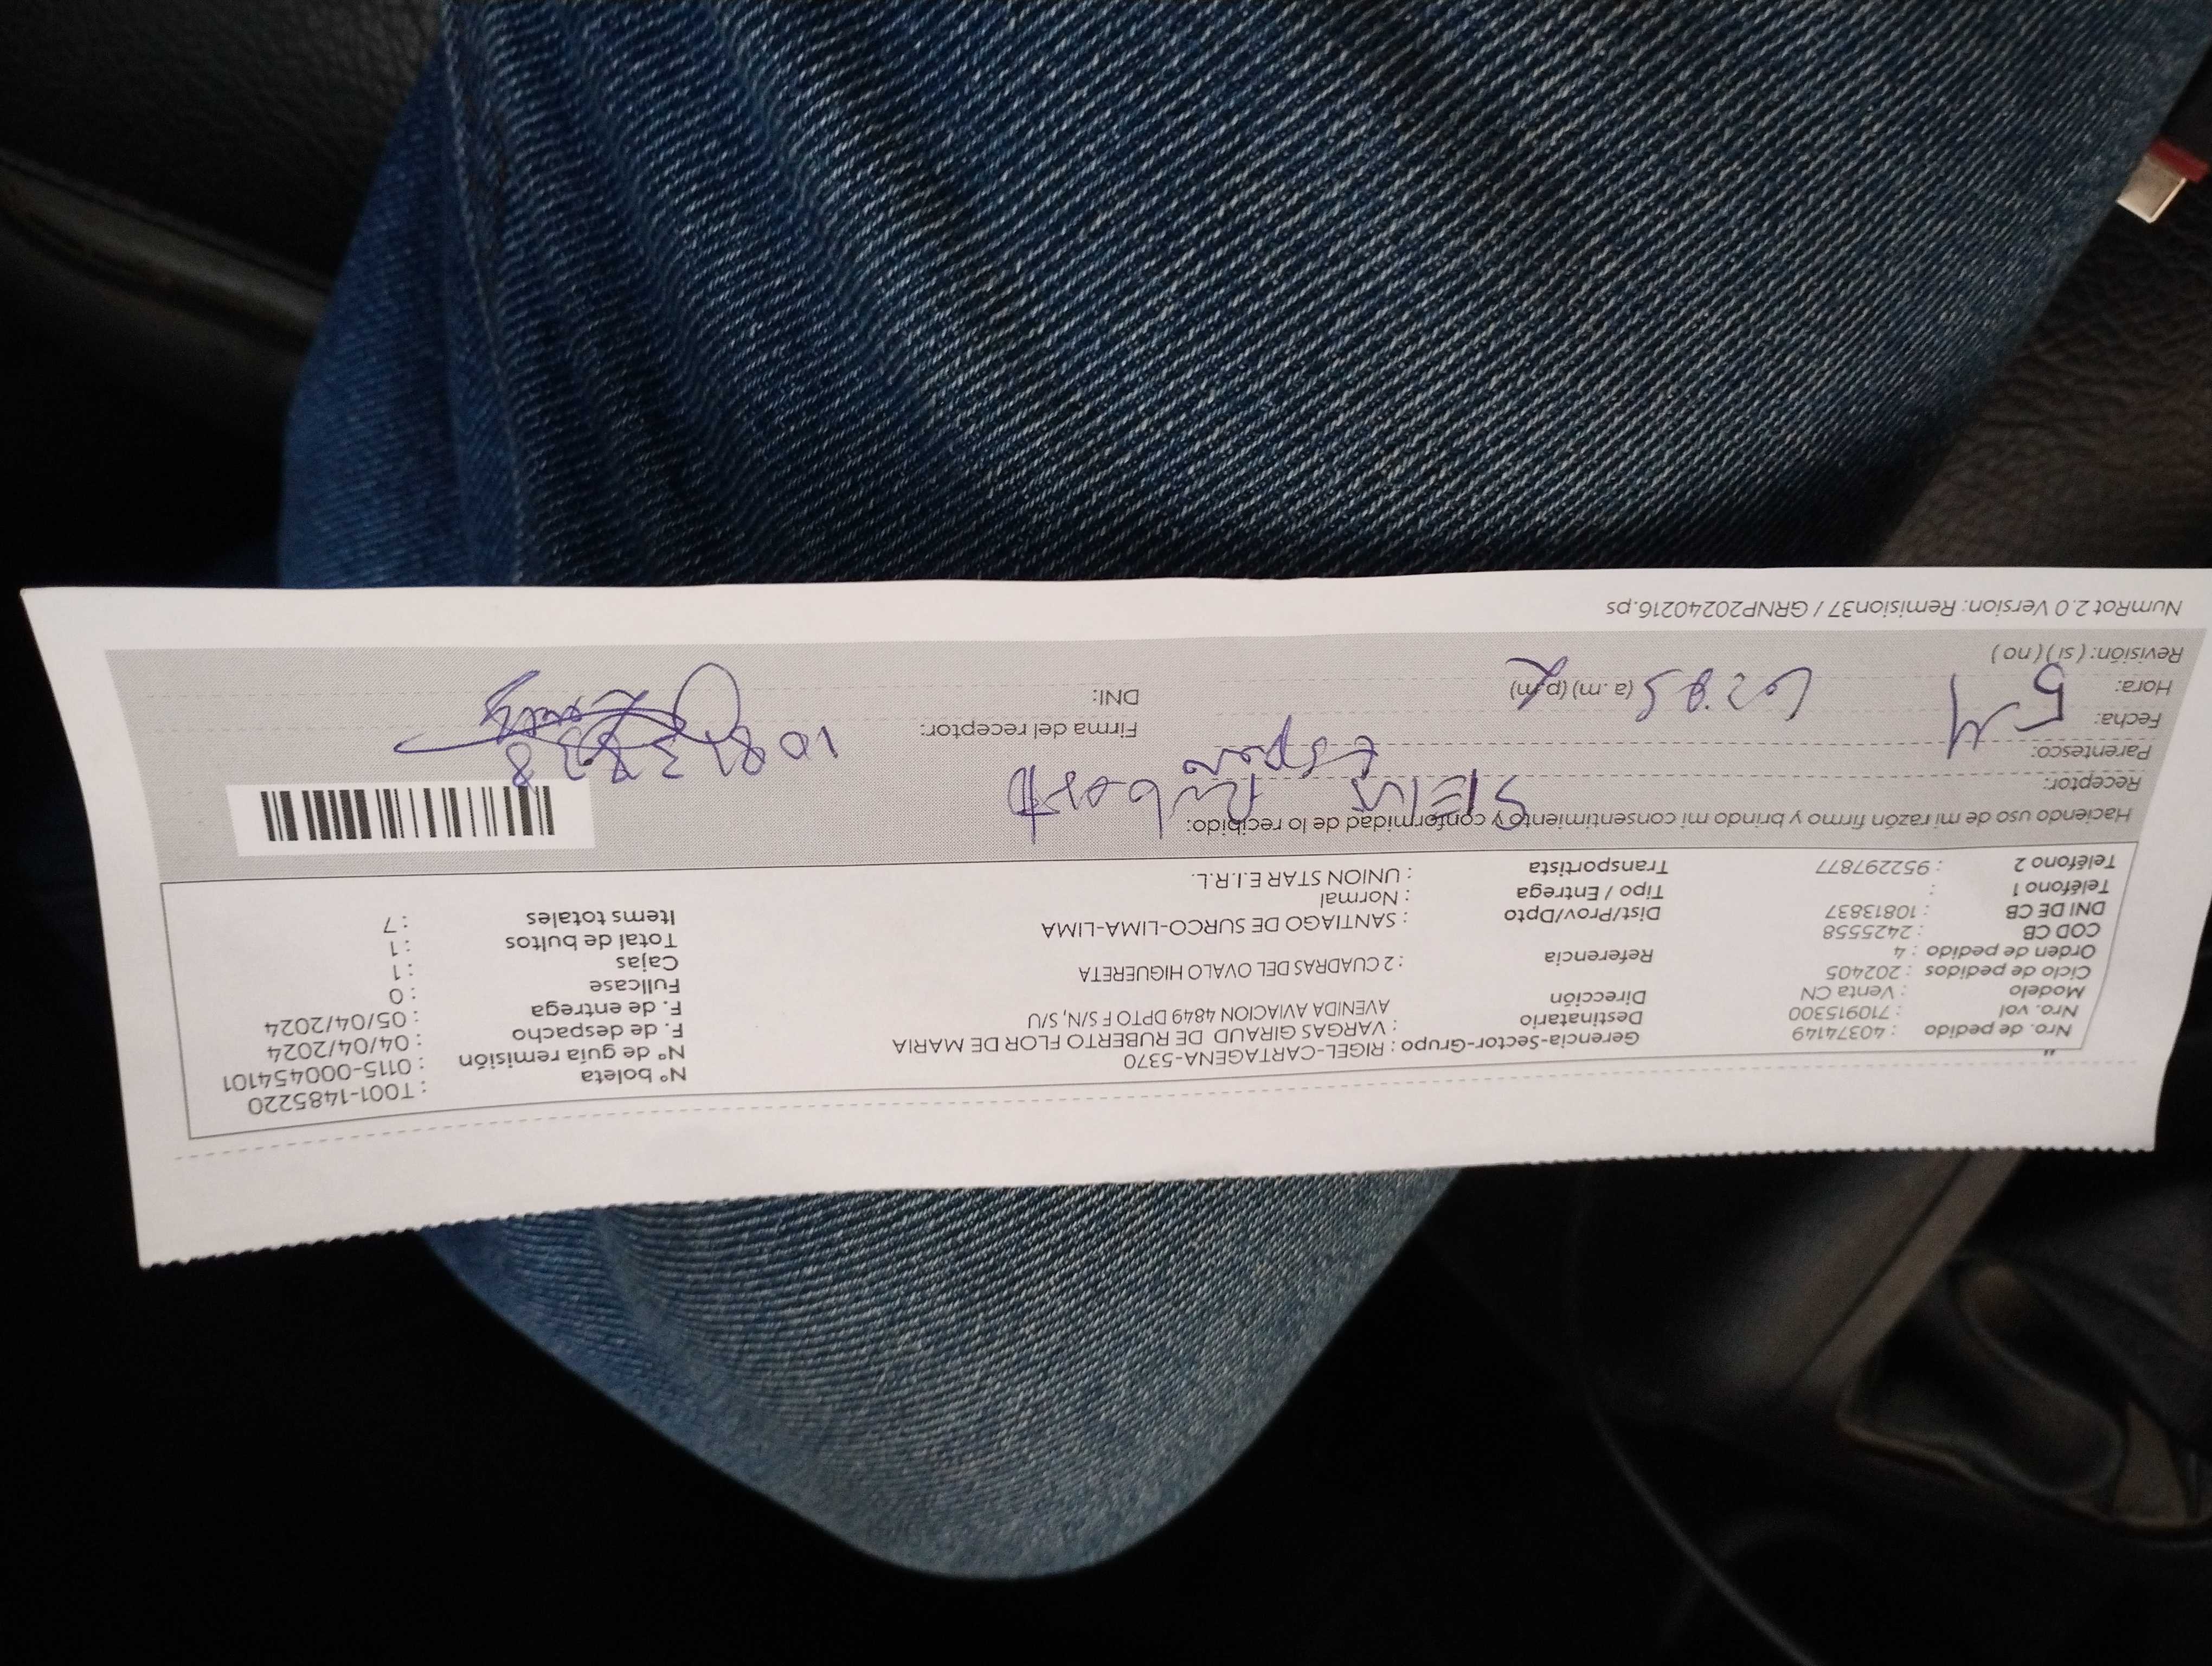 Nro. de pedido : 40374149
Nro. vol : 710915300
Modelo : Venta CN
Ciclo de pedidos : 202405
Orden de pedido : 4
COD CB : 2425558
DNI DE CB : 10813837
Teléfono 1 :
Teléfono 2 : 952297877
Gerencia-Sector-Grupo : RIGEL-CARTAGENA-5370
Destinatario : VARGAS GIRAUD DE RUBERTO FLOR DE MARIA
Dirección AVENIDA AVIACION 4849 DPTO F S/N, S/U
Referencia : 2 CUADRAS DEL OVALO HIGUERETA
Dist/Prov/Dpto : SANTIAGO DE SURCO-LIMA-LIMA
Tipo / Entrega : Normal
Transportista : UNION STAR E.I.R.L.
N° boleta : T001-1485220
N° de guía remisión : 0115-000454101
F. de despacho : 04/04/2024
F. de entrega : 05/04/2024
Fullcase : 0
Cajas : 1
Total de bultos : 1
Items totales : 7
Haciendo uso de mi razón firmo y brindo mi consentimiento y conformidad de lo recibido:
Receptor:
Parentesco:
Fecha:
Hora: (a.m) (p.m)
Revisión: (si) (no)
Firma del receptor:
DNI:
NumRot 2.0 Version: Remision37 / GRNP20240216.ps